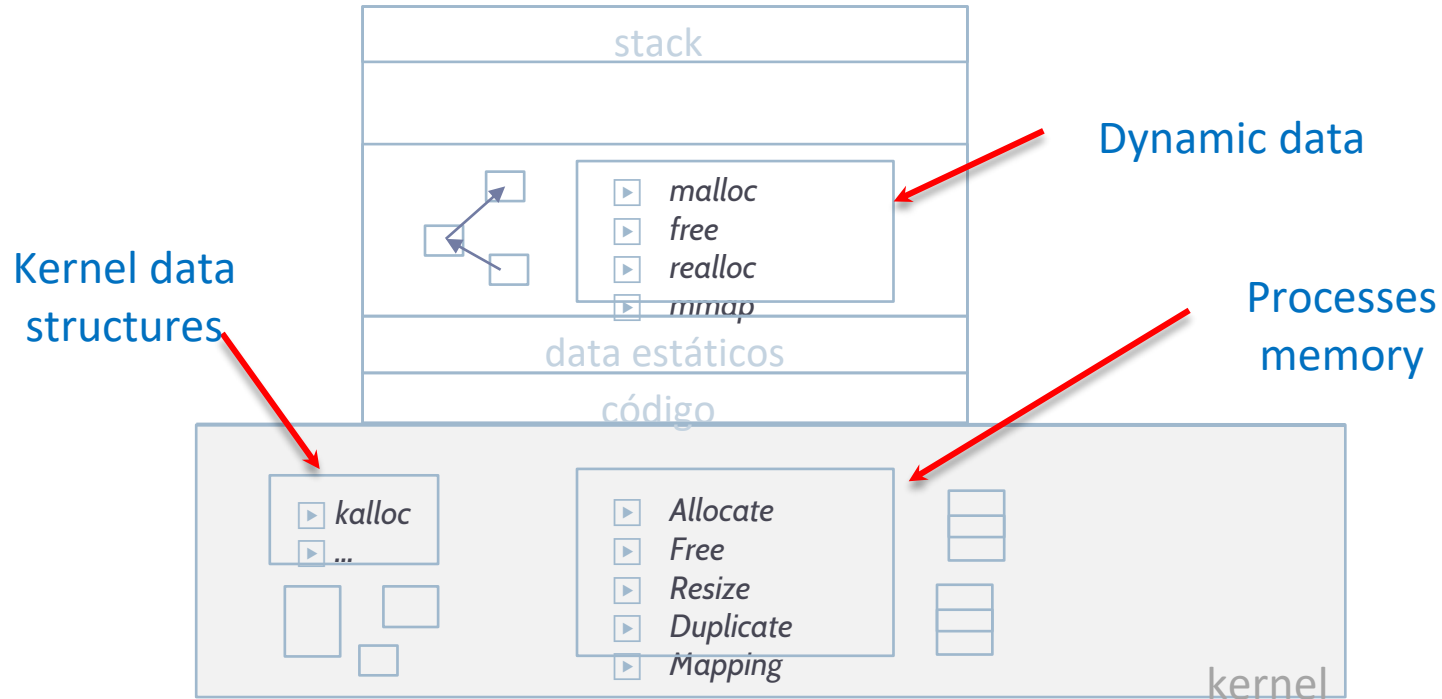 stack
Dynamic data
malloc
free
realloc
mmap
Kernel data
structures
Processes
memory
data estáticos
código
kalloc
...
Allocate
Free
Resize
Duplicate
Mapping
kernel